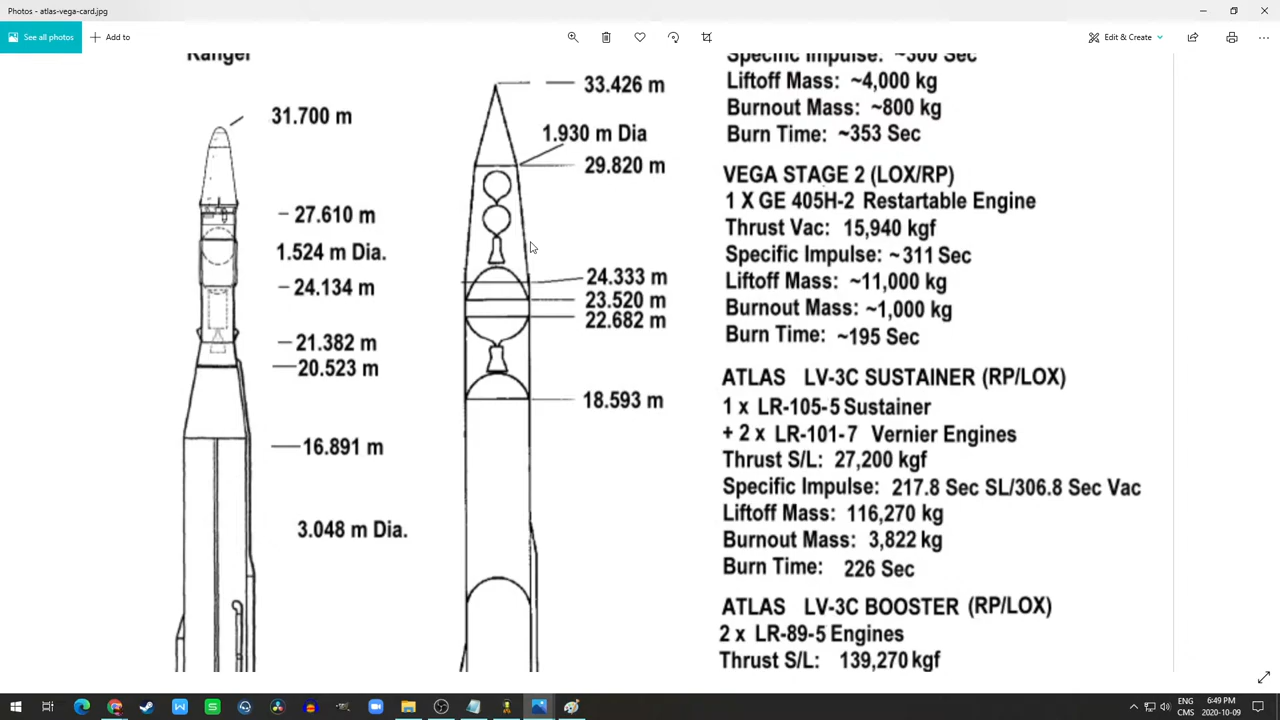 Photos - atlas-vega-card.jpg
See all photos
Add to
Edit & Create
Ranger
31.700 m
27.610 m
1.524 m Dia.
24.134 m
21.382 m
20.523 m
16.891 m
3.048 m Dia.
33.426 m
1.930 m Dia
29.820 m
24.333 m
23.520 m
22.682 m
18.593 m
Specific Impulse: ~300 Sec
Liftoff Mass: ~4,000 kg
Burnout Mass: ~800 kg
Burn Time: ~353 Sec
VEGA STAGE 2 (LOX/RP)
1 X GE 405H-2 Restartable Engine
Thrust Vac: 15,940 kgf
Specific Impulse: ~311 Sec
Liftoff Mass: ~11,000 kg
Burnout Mass: ~1,000 kg
Burn Time: ~195 Sec
ATLAS LV-3C SUSTAINER (RP/LOX)
1 x LR-105-5 Sustainer
+ 2 x LR-101-7 Vernier Engines
Thrust S/L: 27,200 kgf
Specific Impulse: 217.8 Sec SL/306.8 Sec Vac
Liftoff Mass: 116,270 kg
Burnout Mass: 3,822 kg
Burn Time: 226 Sec
ATLAS LV-3C BOOSTER (RP/LOX)
2 x LR-89-5 Engines
Thrust S/L: 139,270 kgf
ENG
CMS
6:49 PM
2020-10-09